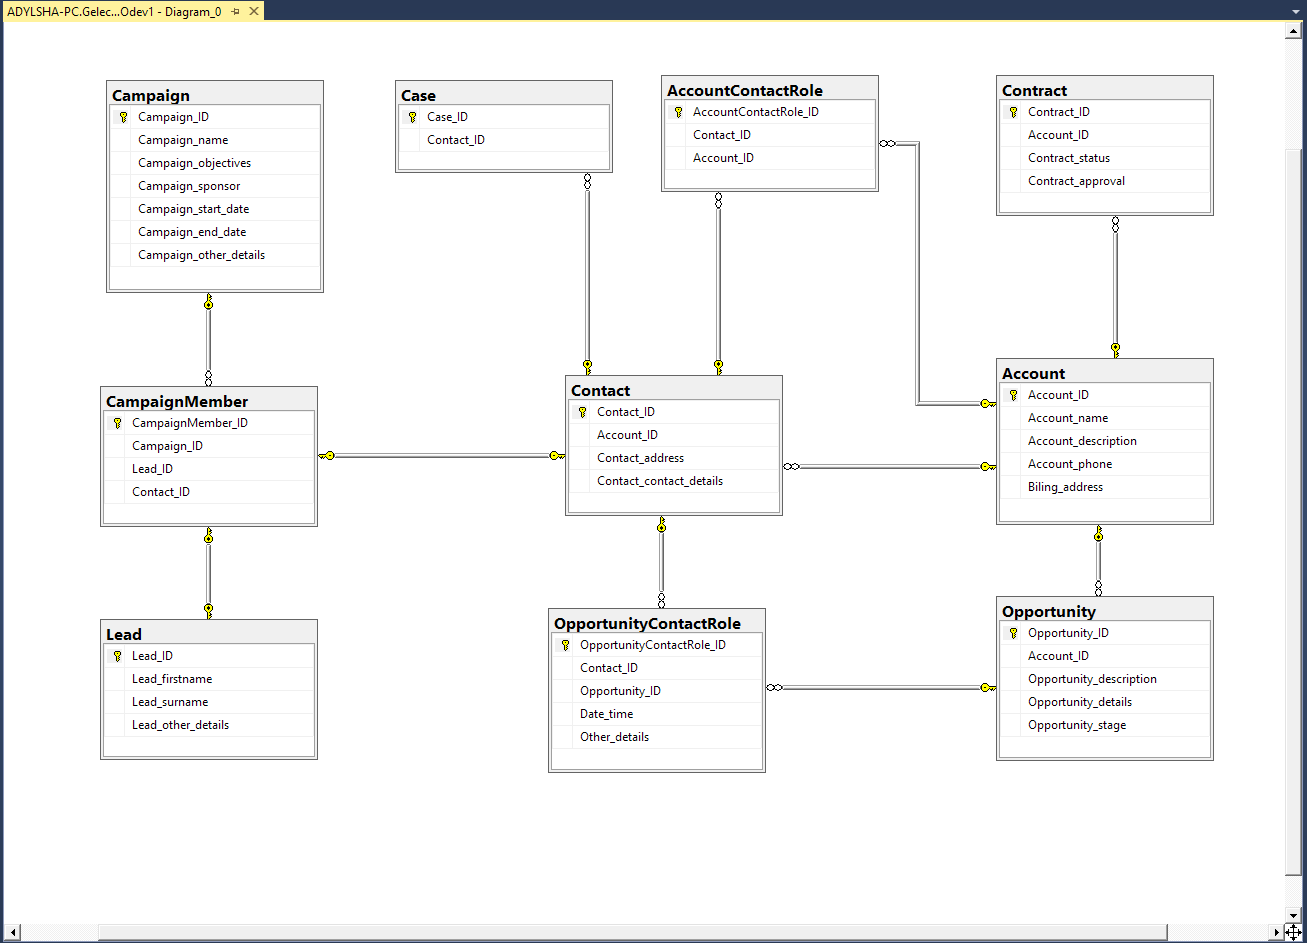 ADYLSHA-PC.Gelec...Odev1 - Diagram_0
Campaign
Campaign_ID
Campaign_name
Campaign_objectives
Campaign_sponsor
Campaign_start_date
Campaign_end_date
Campaign_other_details
Case
Case_ID
Contact_ID
AccountContactRole
AccountContactRole_ID
Contact_ID
Account_ID
Contract
Contract_ID
Account_ID
Contract_status
Contract_approval
CampaignMember
CampaignMember_ID
Campaign_ID
Lead_ID
Contact_ID
Contact
Contact_ID
Account_ID
Contact_address
Contact_contact_details
Account
Account_ID
Account_name
Account_description
Account_phone
Biling_address
Lead
Lead_ID
Lead_firstname
Lead_surname
Lead_other_details
OpportunityContactRole
OpportunityContactRole_ID
Contact_ID
Opportunity_ID
Date_time
Other_details
Opportunity
Opportunity_ID
Account_ID
Opportunity_description
Opportunity_details
Opportunity_stage